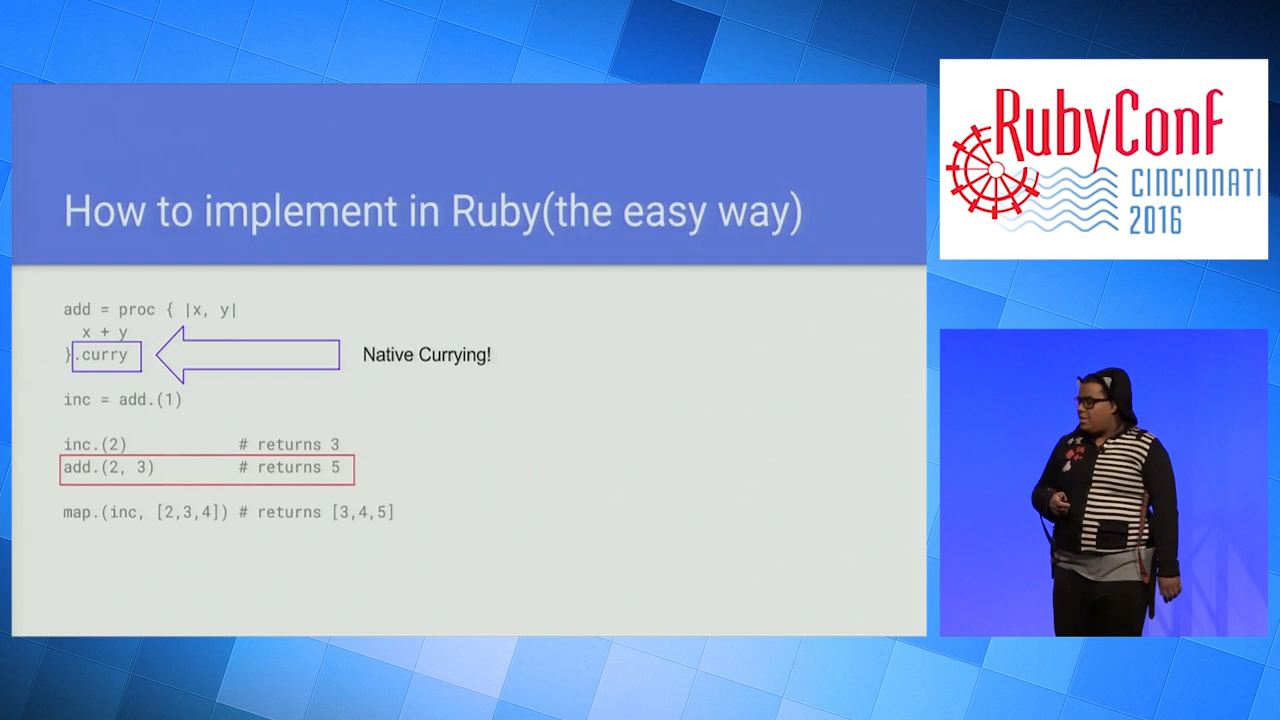 How to implement in Ruby(the easy way)
add = proc { |x, y|
x + y
}.curry
Native Currying!
inc = add.(1)
inc.(2) # returns 3
add.(2, 3) # returns 5
map.(inc, [2,3,4]) # returns [3,4,5]
RubyConf
CINCINNATI
2016